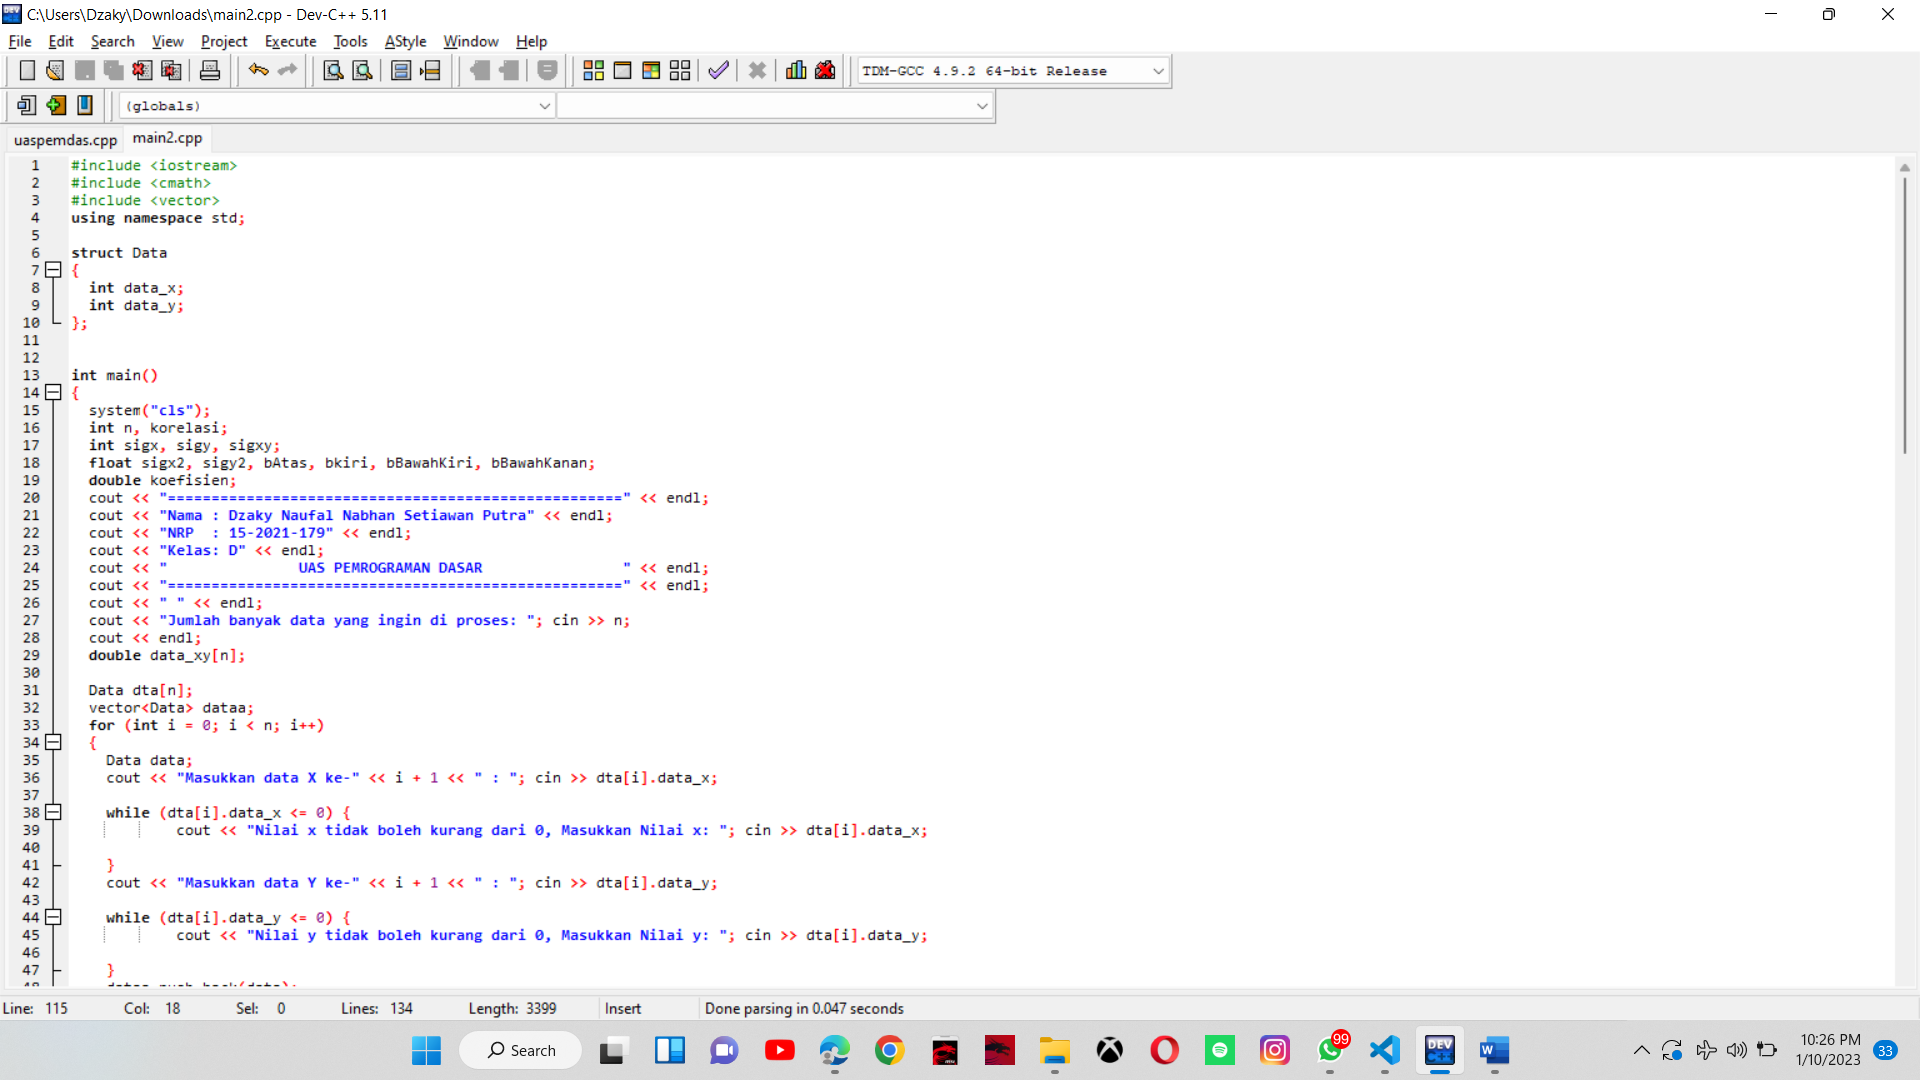 C:\Users\Dzaky\Downloads\main2.cpp - Dev-C++ 5.11
File Edit Search View Project Execute Tools AStyle Window Help
TDM-GCC 4.9.2 64-bit Release
(globals)
uaspemdas.cpp main2.cpp
1 #include <iostream>
2 #include <cmath>
3 #include <vector>
4 using namespace std;
5
6 struct Data
7 {
8 int data_x;
9 int data_y;
10 };
11
12
13 int main()
14 {
15 system("cls");
16 int n, korelasi;
17 int sigx, sigy, sigxy;
18 float sigx2, sigy2, bAtas, bkiri, bBawahKiri, bBawahKanan;
19 double koefisien;
20 cout << "====================================================" << endl;
21 cout << "Nama : Dzaky Naufal Nabhan Setiawan Putra" << endl;
22 cout << "NRP  : 15-2021-179" << endl;
23 cout << "Kelas: D" << endl;
24 cout << "               UAS PEMROGRAMAN DASAR                " << endl;
25 cout << "====================================================" << endl;
26 cout << " " << endl;
27 cout << "Jumlah banyak data yang ingin di proses: "; cin >> n;
28 cout << endl;
29 double data_xy[n];
30
31 Data dta[n];
32 vector<Data> dataa;
33 for (int i = 0; i < n; i++)
34 {
35 Data data;
36 cout << "Masukkan data X ke-" << i + 1 << " : "; cin >> dta[i].data_x;
37
38 while (dta[i].data_x <= 0) {
39 cout << "Nilai x tidak boleh kurang dari 0, Masukkan Nilai x: "; cin >> dta[i].data_x;
40
41 }
42 cout << "Masukkan data Y ke-" << i + 1 << " : "; cin >> dta[i].data_y;
43
44 while (dta[i].data_y <= 0) {
45 cout << "Nilai y tidak boleh kurang dari 0, Masukkan Nilai y: "; cin >> dta[i].data_y;
46
47 }
Line: 115 Col: 18 Sel: 0 Lines: 134 Length: 3399 Insert Done parsing in 0.047 seconds
Search
99
DEV C++
W
10:26 PM
1/10/2023
33